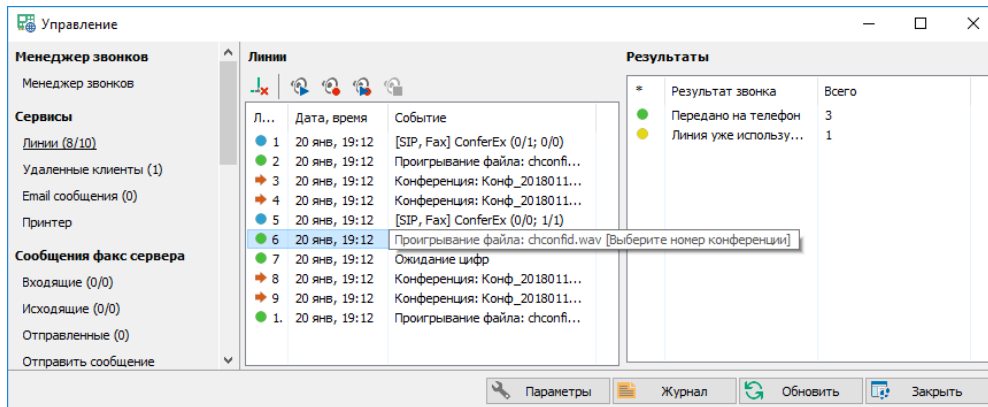 Управление
Менеджер звонков
Менеджер звонков
Сервисы
Линии (8/10)
Удаленные клиенты (1)
Email сообщения (0)
Принтер
Сообщения факс сервера
Входящие (0/0)
Исходящие (0/0)
Отправленные (0)
Отправить сообщение
Линии
Л... Дата, время Событие
1 20 янв, 19:12 [SIP, Fax] ConferEx (0/1; 0/0)
2 20 янв, 19:12 Проигрывание файла: chconfi...
3 20 янв, 19:12 Конференция: Конф_2018011...
4 20 янв, 19:12 Конференция: Конф_2018011...
5 20 янв, 19:12 [SIP, Fax] ConferEx (0/0; 1/1)
6 20 янв, 19:12 Проигрывание файла: chconfid.wav [Выберите номер конференции]
7 20 янв, 19:12 Ожидание цифр
8 20 янв, 19:12 Конференция: Конф_2018011...
9 20 янв, 19:12 Конференция: Конф_2018011...
1. 20 янв, 19:12 Проигрывание файла: chconfi...
Результаты
* Результат звонка Всего
Передано на телефон 3
Линия уже использу... 1
Параметры Журнал Обновить Закрыть